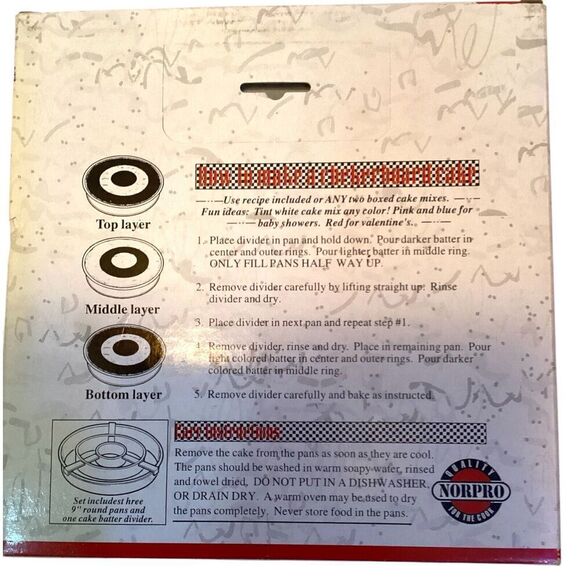 How to make a checkerboard cake
Use recipe included or ANY two boxed cake mixes.
Fun ideas: Tint white cake mix any color! Pink and blue for
baby showers. Red for valentine's.
Top layer
Middle layer
Bottom layer
1. Place divider in pan and hold down. Pour darker batter in
center and outer rings. Pour lighter batter in middle ring.
ONLY FILL PANS HALF WAY UP.
2. Remove divider carefully by lifting straight up. Rinse
divider and dry.
3. Place divider in next pan and repeat step #1.
4. Remove divider, rinse and dry. Place in remaining pan. Pour
light colored batter in center and outer rings. Pour darker
colored batter in middle ring.
5. Remove divider carefully and bake as instructed.
Set includest hree
9" round pans and
one cake batter divider.
Remove the cake from the pans as soon as they are cool.
The pans should be washed in warm soapy water, rinsed
and towel dried, DO NOT PUT IN A DISHWASHER,
OR DRAIN DRY. A warm oven may be used to dry
the pans completely. Never store food in the pans.
QUALITY
NORPRO
FOR THE COOK